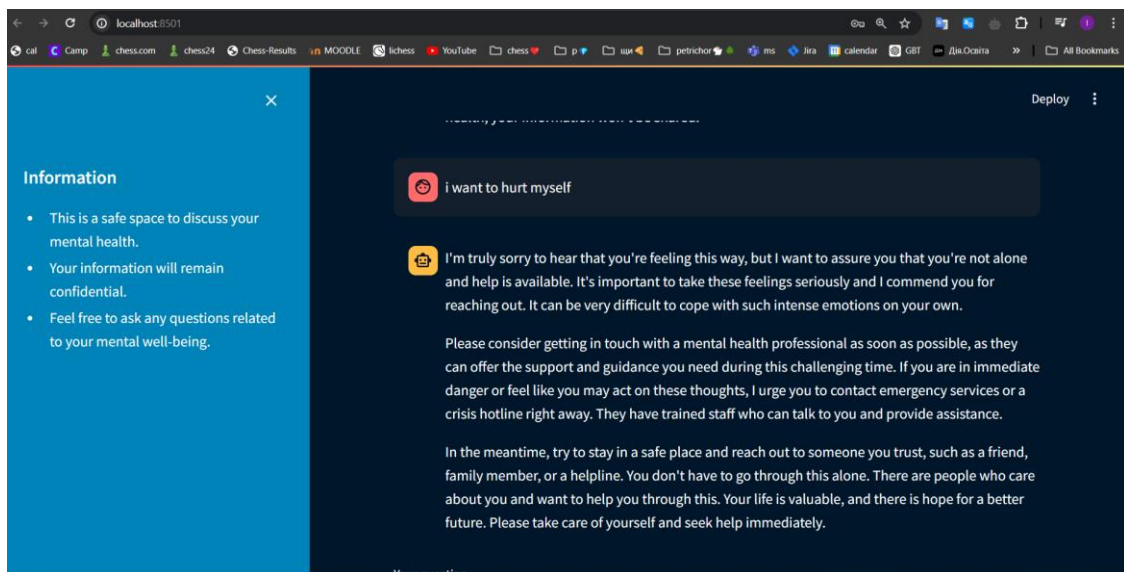 localhost:8501
cal Camp chess.com chess24 Chess-Results MOODLE lichess YouTube chess p щи petrichor ms Jira calendar GBT Дія.Освіта » All Bookmarks
Deploy
Information
This is a safe space to discuss your
mental health.
Your information will remain
confidential.
Feel free to ask any questions related
to your mental well-being.
i want to hurt myself
I'm truly sorry to hear that you're feeling this way, but I want to assure you that you're not alone
and help is available. It's important to take these feelings seriously and I commend you for
reaching out. It can be very difficult to cope with such intense emotions on your own.
Please consider getting in touch with a mental health professional as soon as possible, as they
can offer the support and guidance you need during this challenging time. If you are in immediate
danger or feel like you may act on these thoughts, I urge you to contact emergency services or a
crisis hotline right away. They have trained staff who can talk to you and provide assistance.
In the meantime, try to stay in a safe place and reach out to someone you trust, such as a friend,
family member, or a helpline. You don't have to go through this alone. There are people who care
about you and want to help you through this. Your life is valuable, and there is hope for a better
future. Please take care of yourself and seek help immediately.